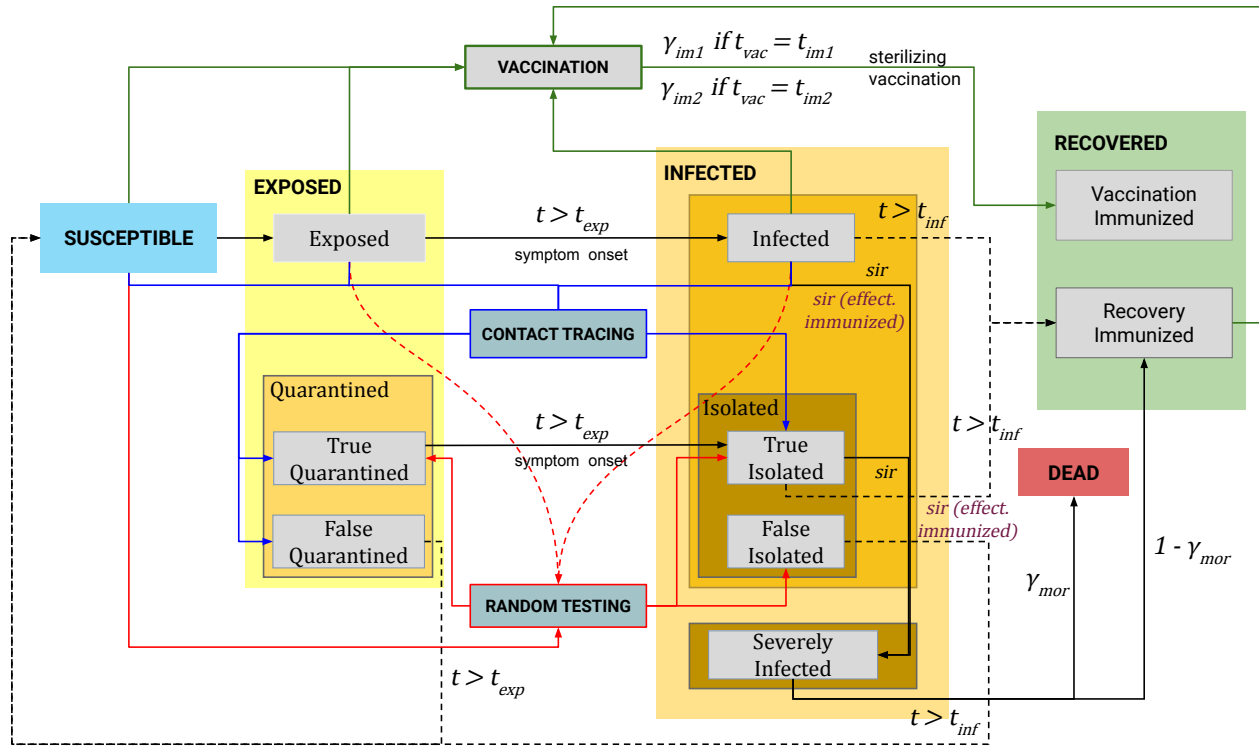 γim1 if tvac = tim1
VACCINATION
sterilizing
vaccination
γim2 if tvac = tim2
RECOVERED
INFECTED
EXPOSED
Vaccination
Immunized
t > texp
t > tinf
SUSCEPTIBLE
Exposed
Infected
symptom onset
sir
sir (effect.
immunized)
Recovery
Immunized
CONTACT TRACING
Quarantined
Isolated
t > texp
t > tinf
True
Quarantined
symptom onset
True
Isolated
sir
DEAD
sir (effect.
immunized)
False
Quarantined
False
Isolated
1 - γmor
γmor
RANDOM TESTING
Severely
Infected
t > texp
t > tinf